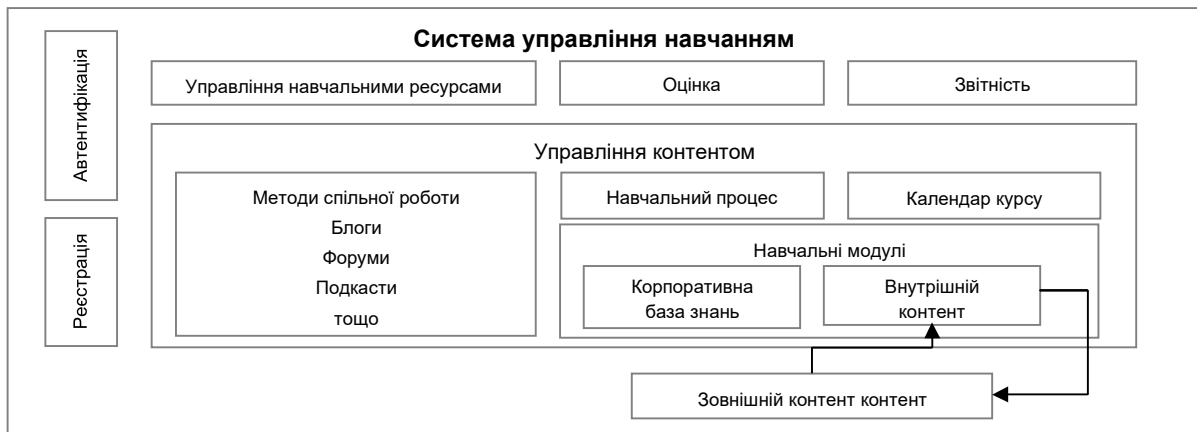 Система управління навчанням
Автентифікація
Реєстрація
Управління навчальними ресурсами
Оцінка
Звітність
Управління контентом
Методи спільної роботи
Блоги
Форуми
Подкасти
тощо
Навчальний процес
Календар курсу
Навчальні модулі
Корпоративна
база знань
Внутрішній
контент
Зовнішній контент контент